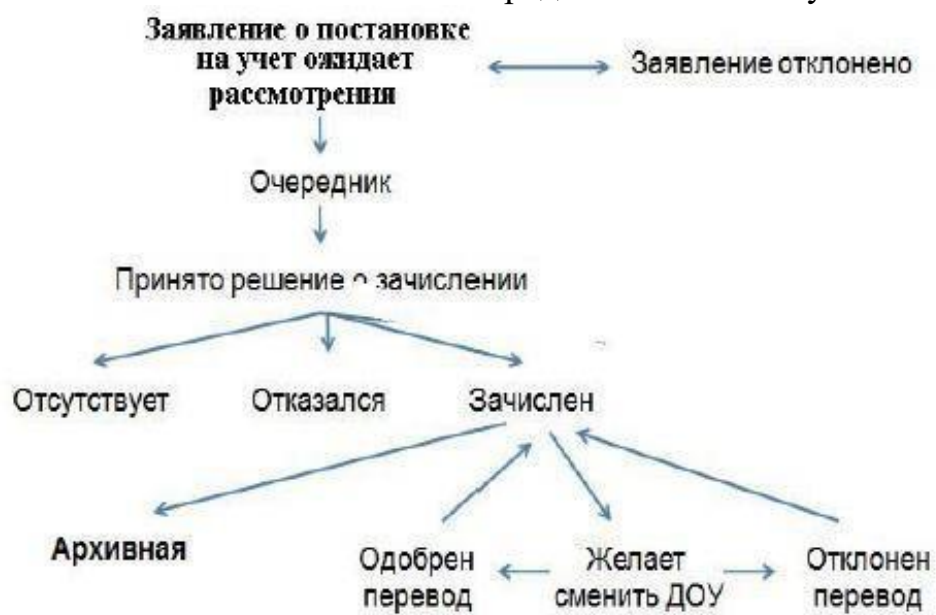 Заявление о постановке
на учет ожидает
рассмотрения
Заявление отклонено
Очередник
Принято решение о зачислении
Отсутствует
Отказался
Зачислен
Архивная
Одобрен
перевод
Желает
сменить ДОУ
Отклонен
перевод